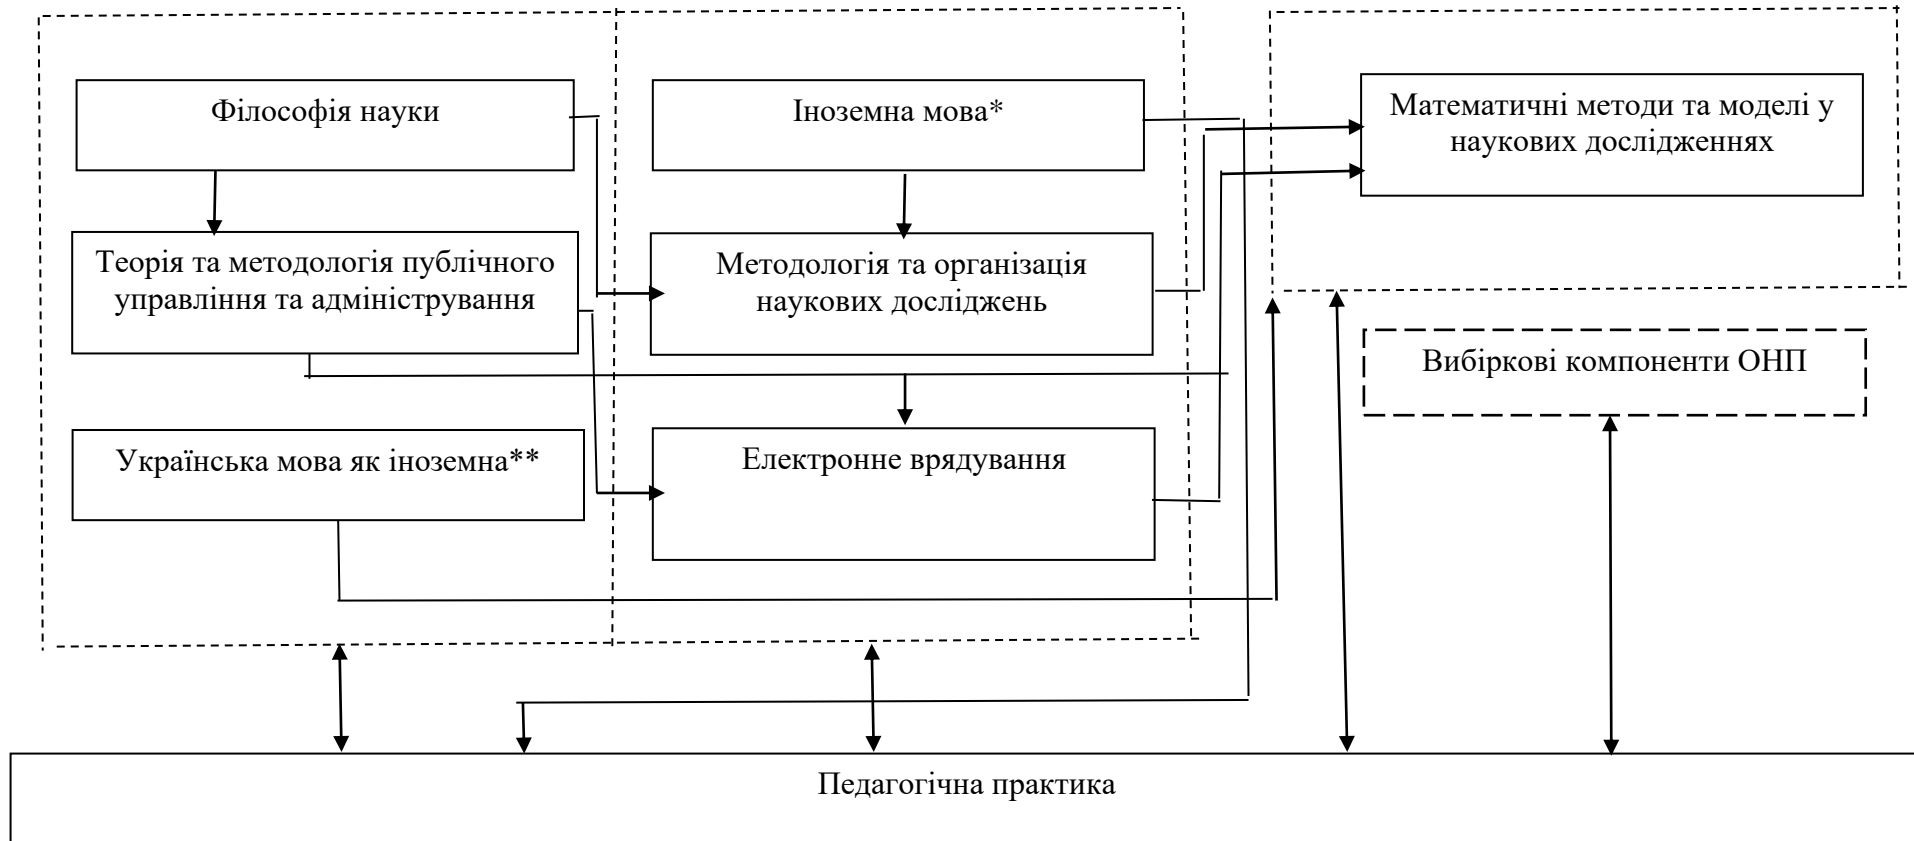 Філософія науки
Іноземна мова*
Математичні методи та моделі у
наукових дослідженнях
Теорія та методологія публічного
управління та адміністрування
Методологія та організація
наукових досліджень
Вибіркові компоненти ОНП
Українська мова як іноземна**
Електронне врядування
Педагогічна практика